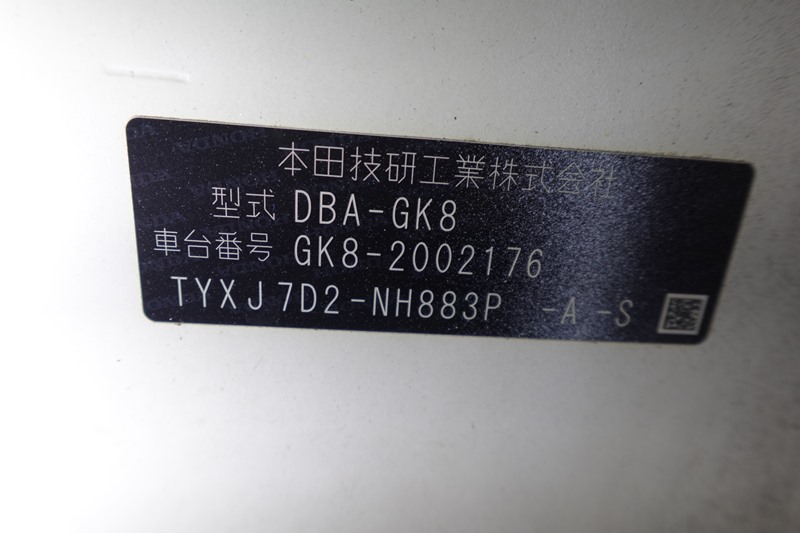 本田技研工業株式会社
型式 DBA-GK8
車台番号 GK8-2002176
TYXJ7D2-NH883P -A-S